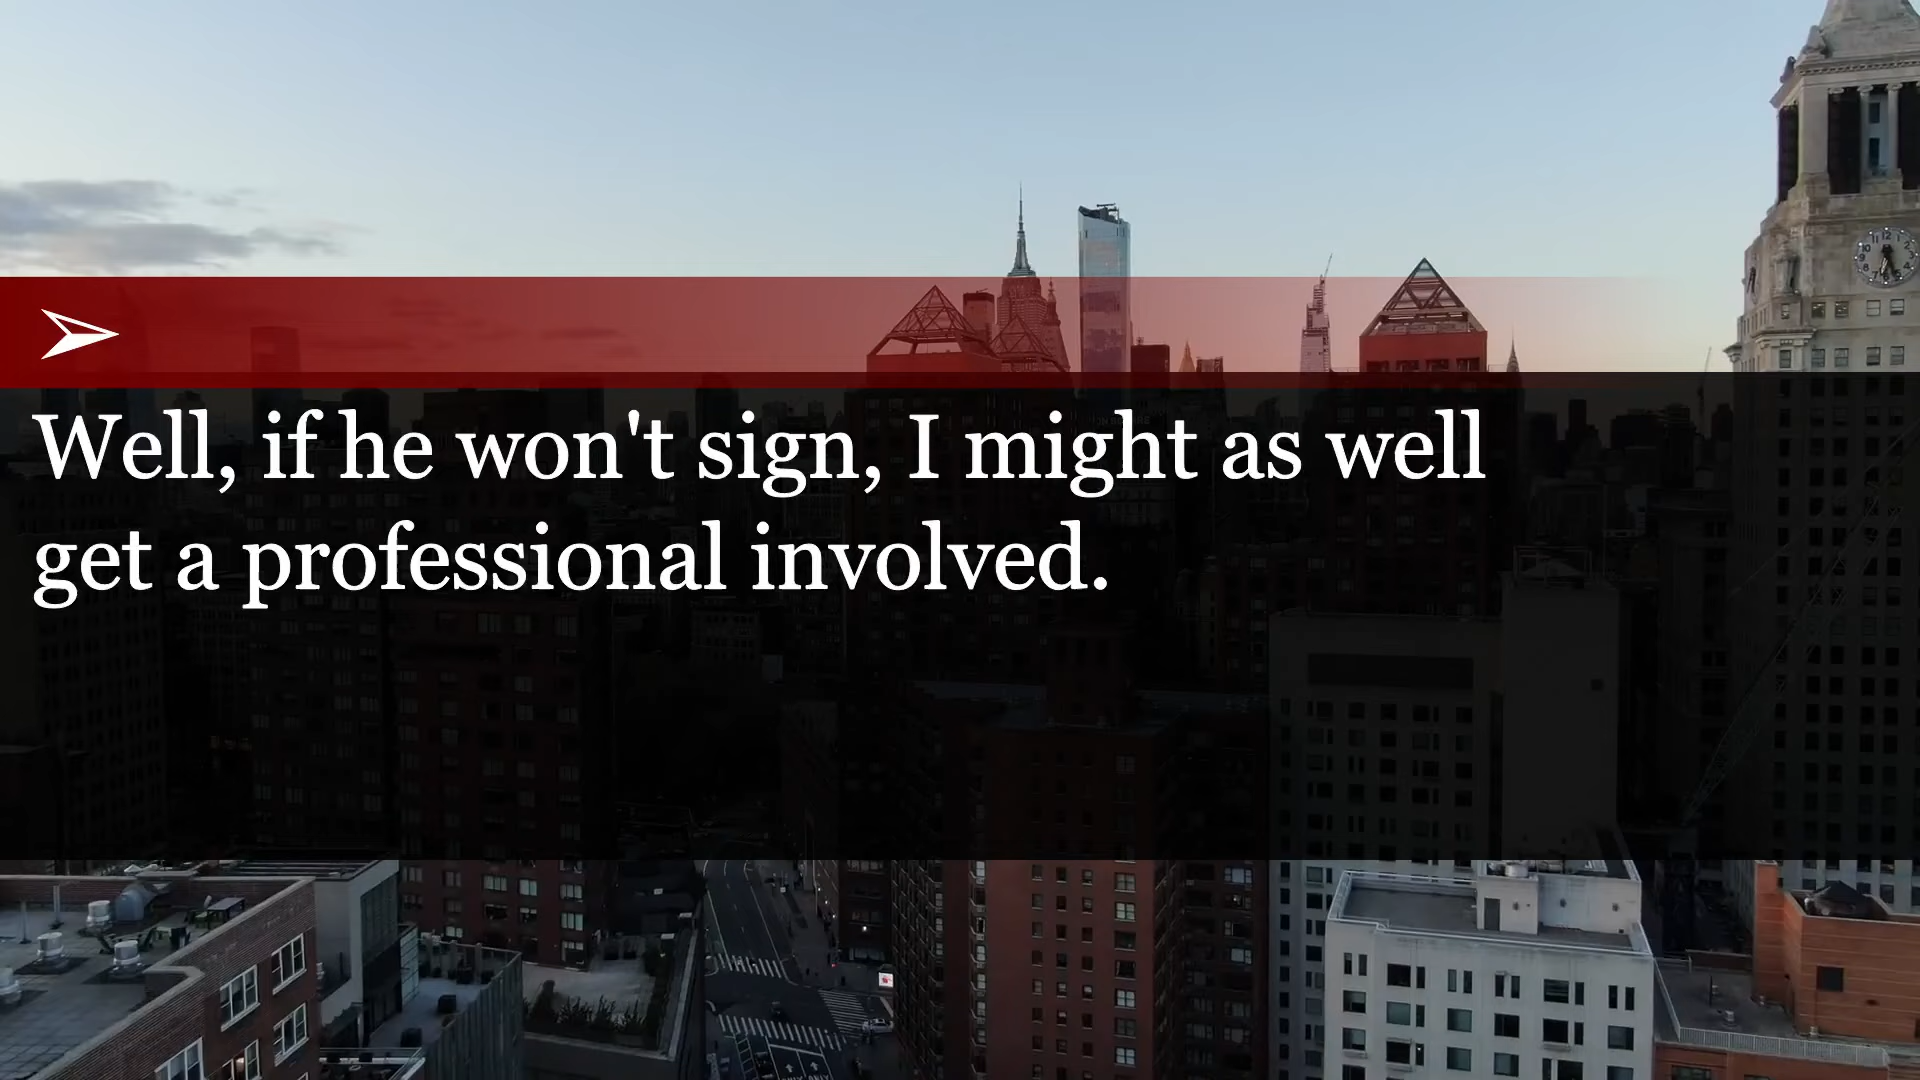 Well, if he won't sign, I might as well
get a professional involved.